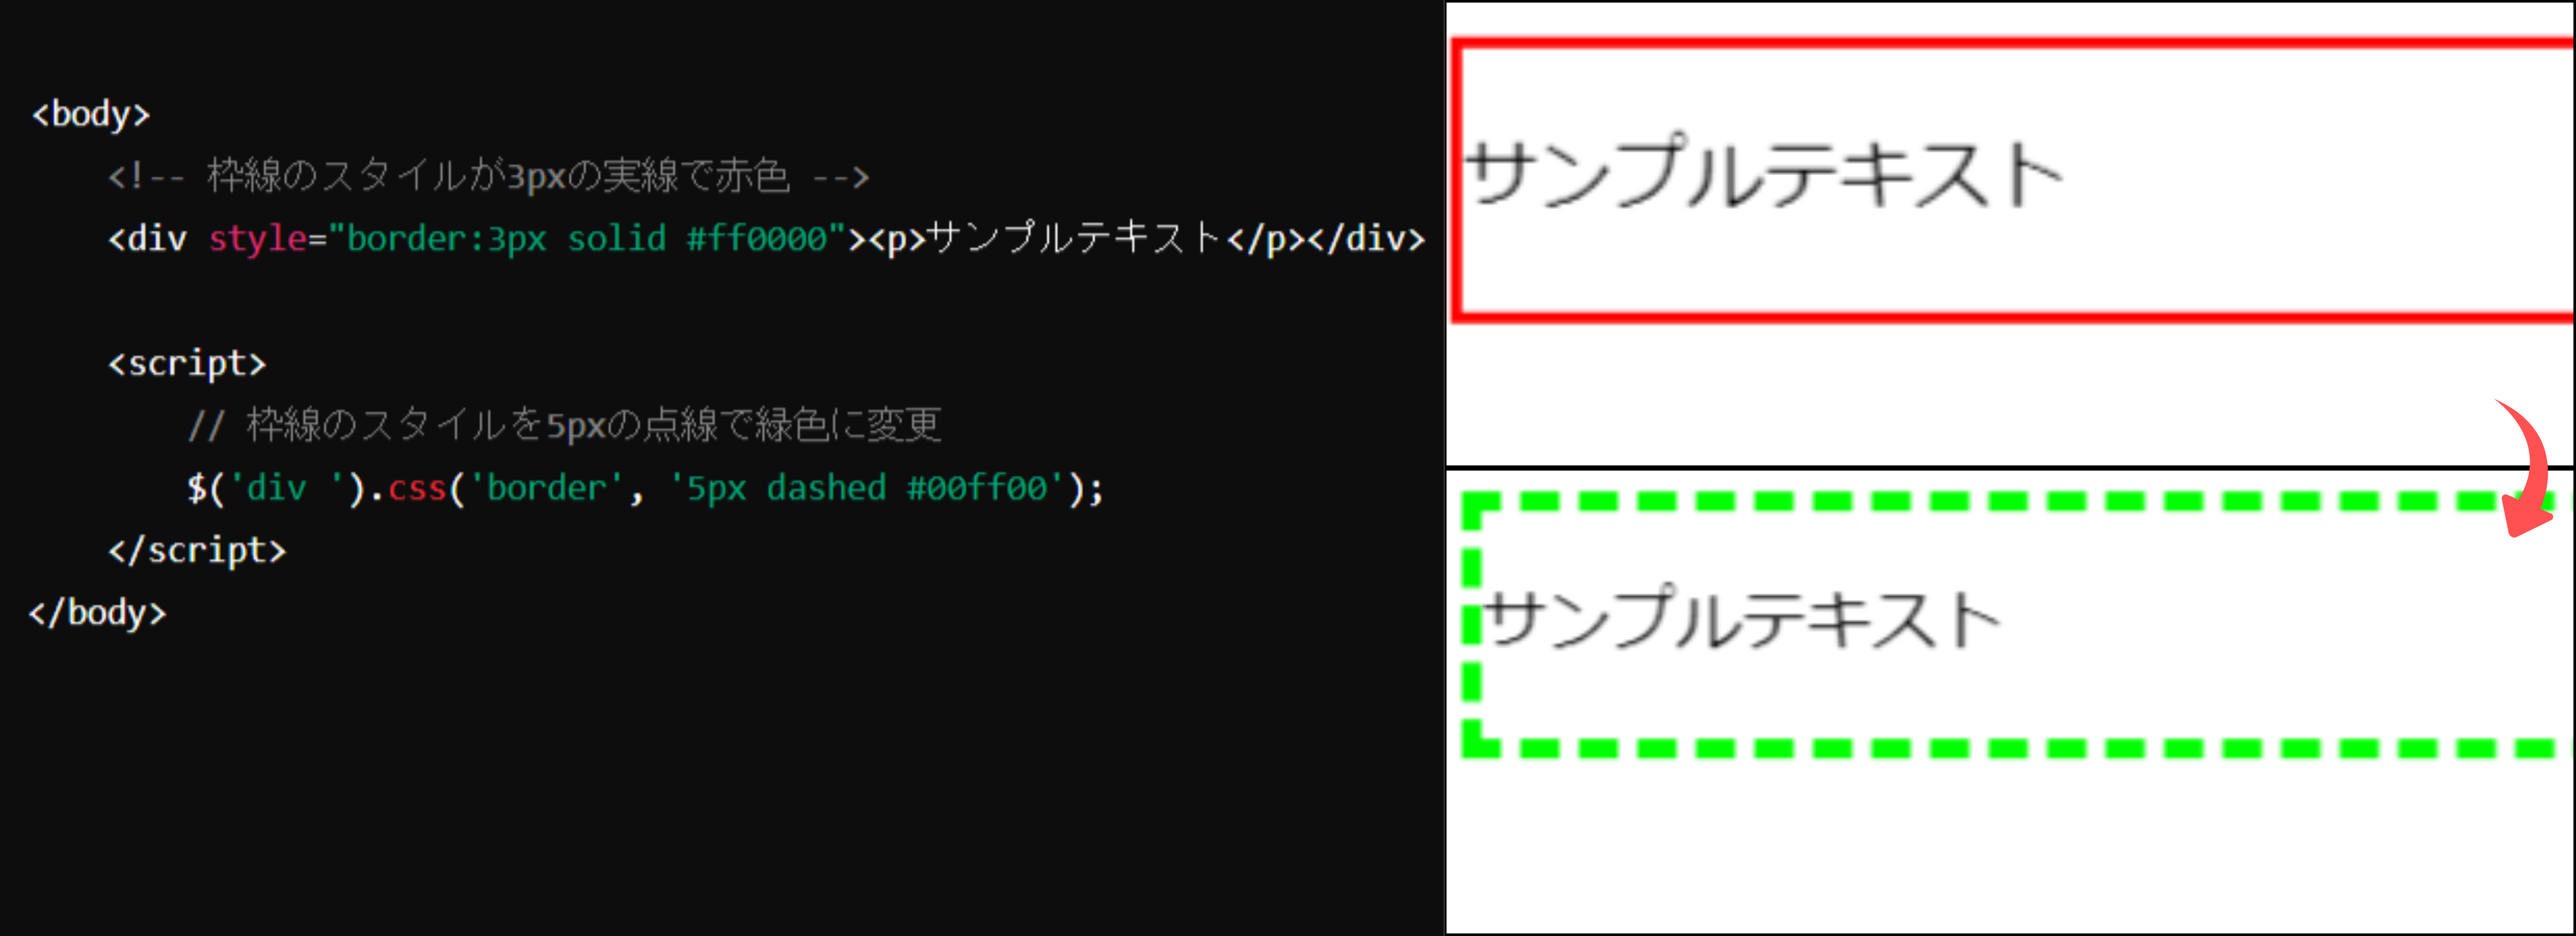 <body>
<!-- 枠線のスタイルが3pxの実線で赤色 -->
<div style="border:3px solid #ff0000"><p>サンプルテキスト</p></div>
<script>
// 枠線のスタイルを5pxの点線で緑色に変更
$('div ').css('border', '5px dashed #00ff00');
</script>
</body>
サンプルテキスト
サンプルテキスト